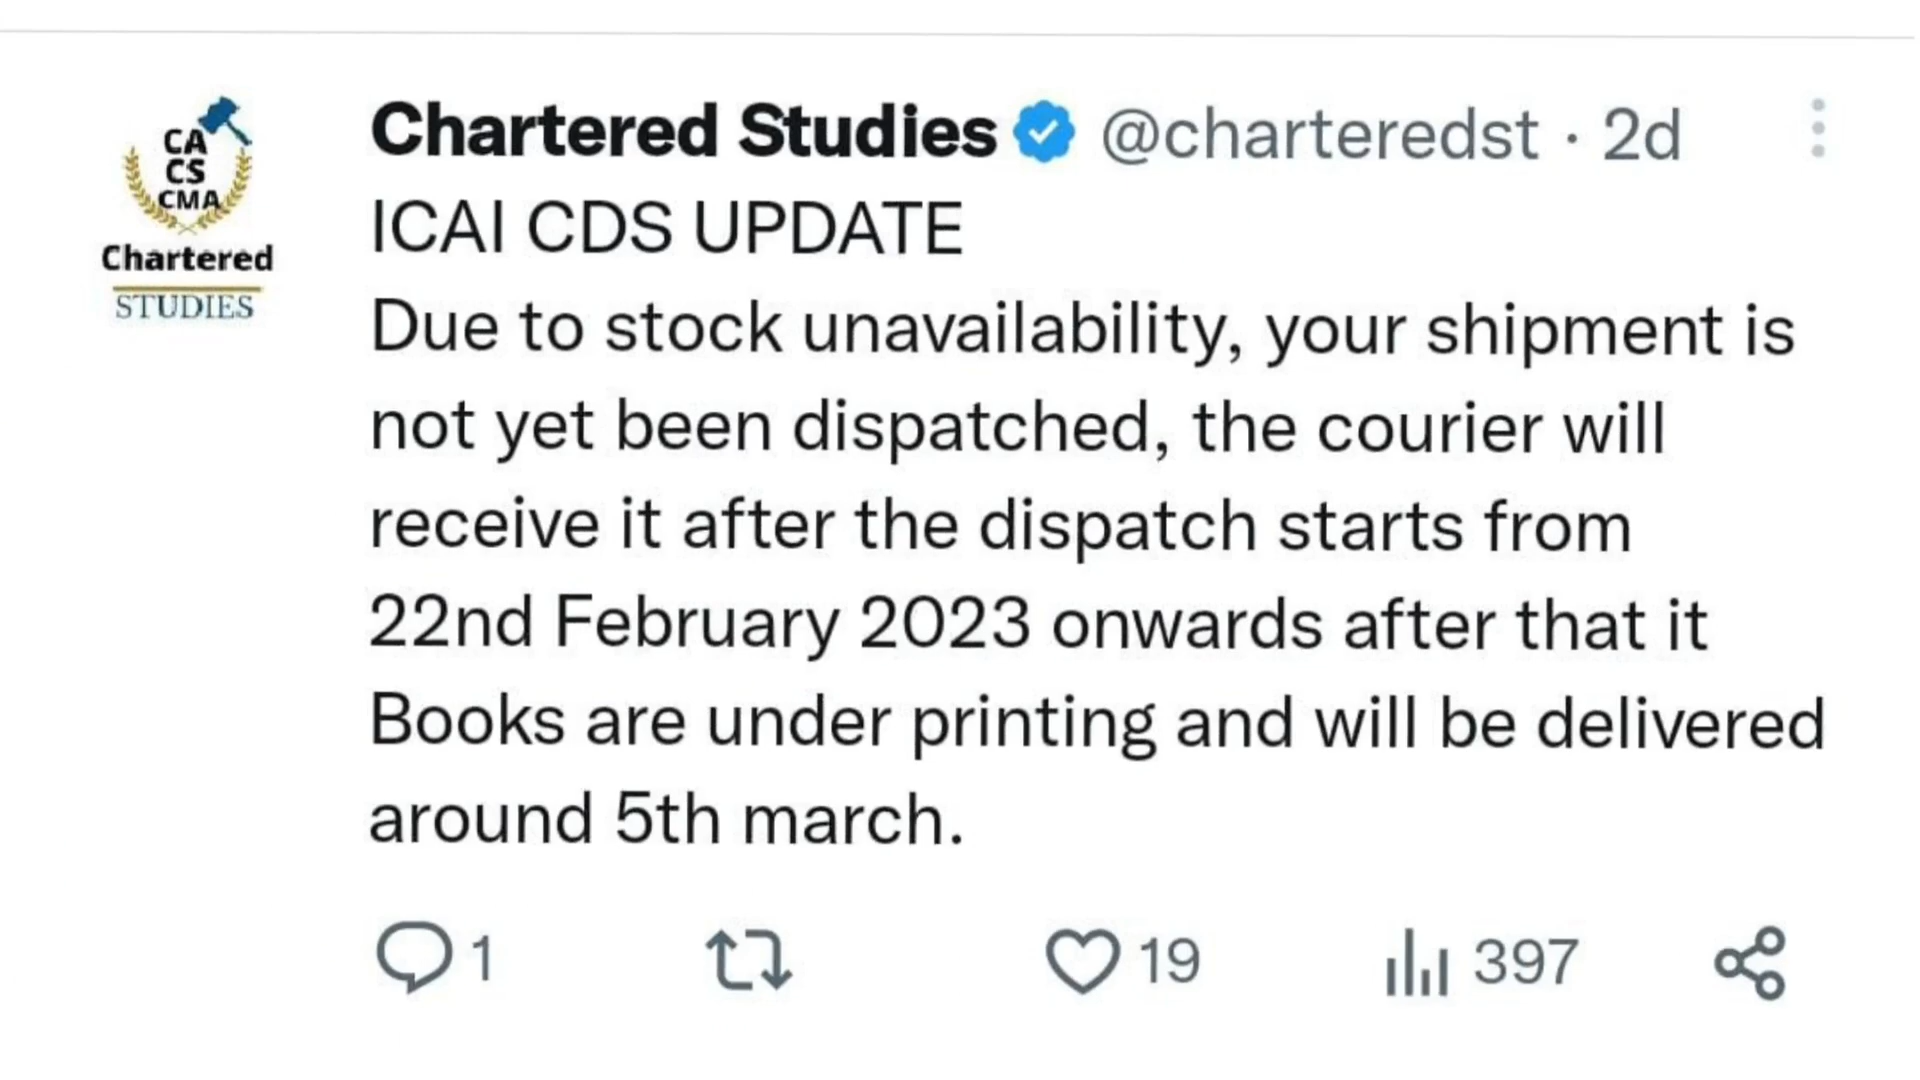 CA
CS
CMA
Chartered
STUDIES
Chartered Studies @charteredst · 2d
ICAI CDS UPDATE
Due to stock unavailability, your shipment is
not yet been dispatched, the courier will
receive it after the dispatch starts from
22nd February 2023 onwards after that it
Books are under printing and will be delivered
around 5th march.
1 19 397